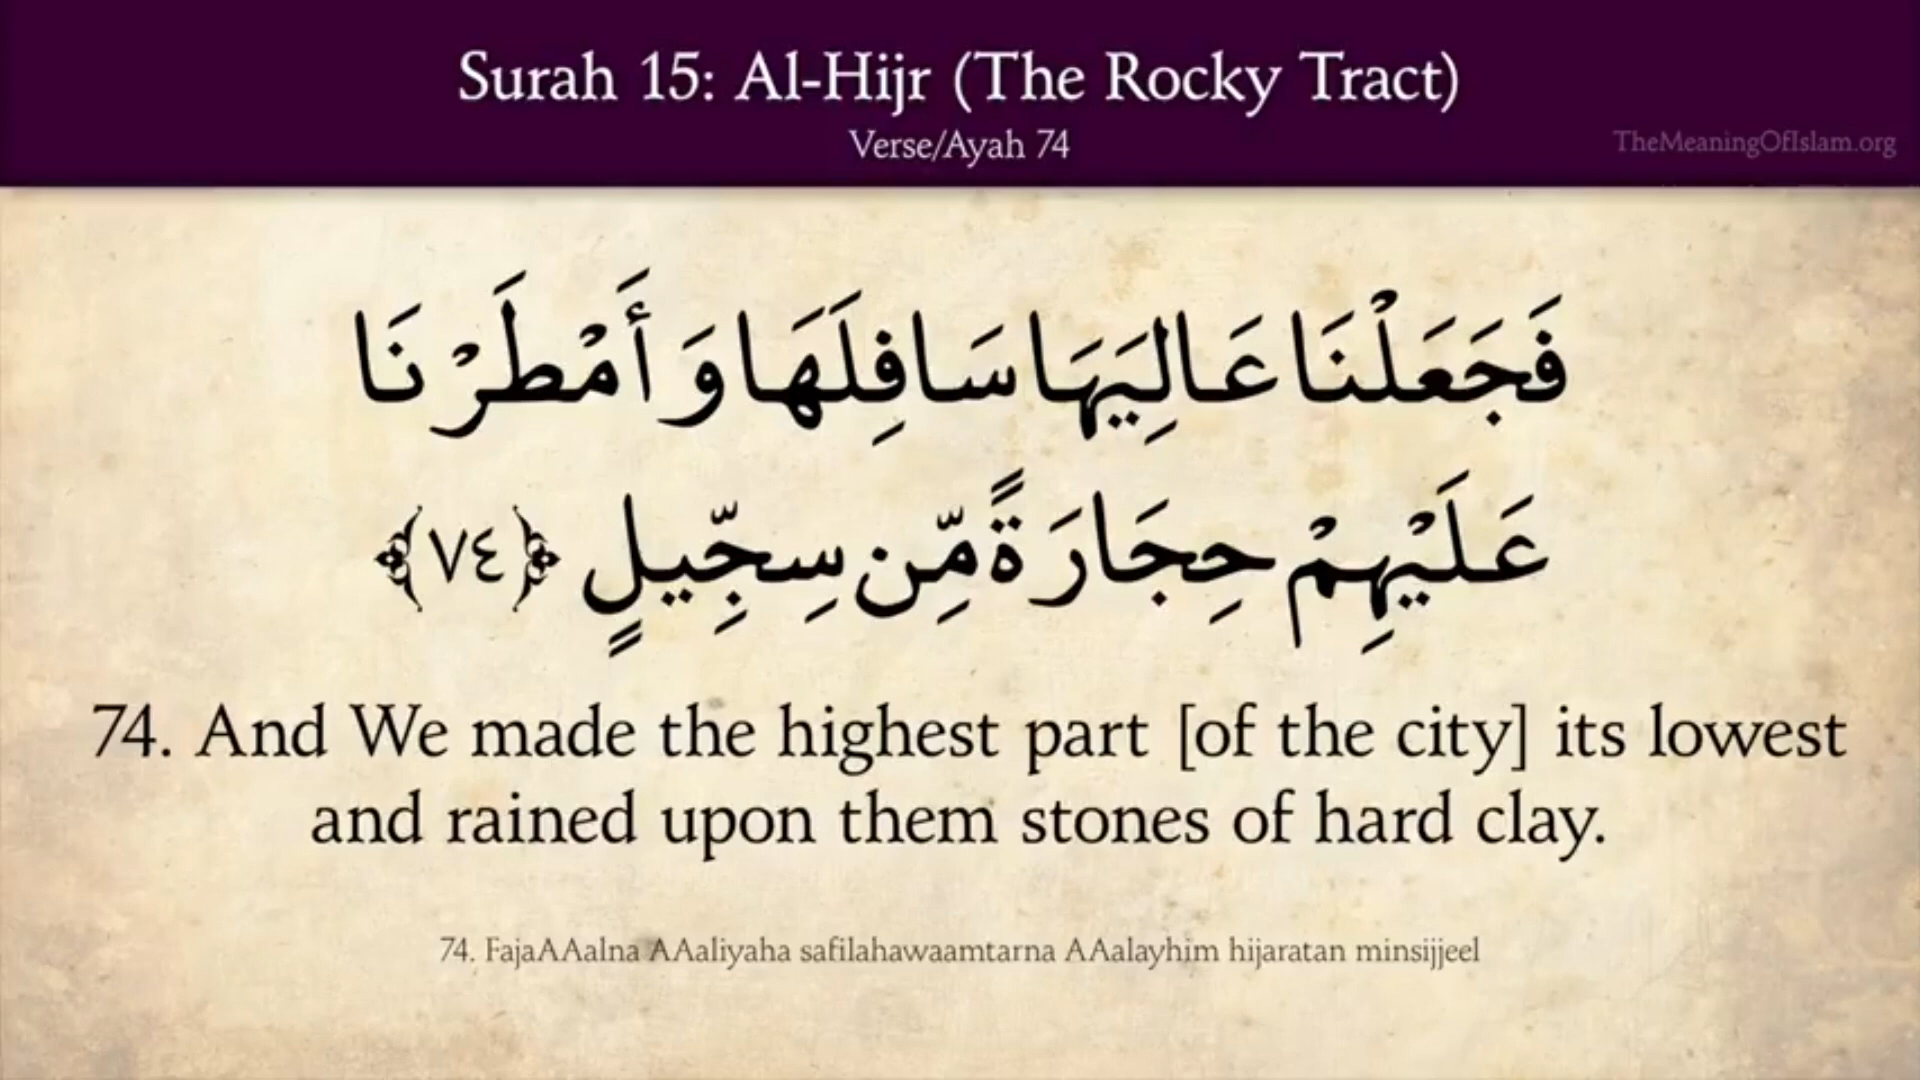 Surah 15: Al-Hijr (The Rocky Tract)
Verse/Ayah 74
TheMeaningOfIslam.org
فَجَعَلْنَا عَالِيَهَا سَافِلَهَا وَأَمْطَرْنَا
عَلَيْهِمْ حِجَارَةً مِّن سِجِّيلٍ ﴿٧٤﴾
74. And We made the highest part [of the city] its lowest
and rained upon them stones of hard clay.
74. FajaAAalna AAaliyaha safilahawaamtarna AAalayhim hijaratan minsijjeel